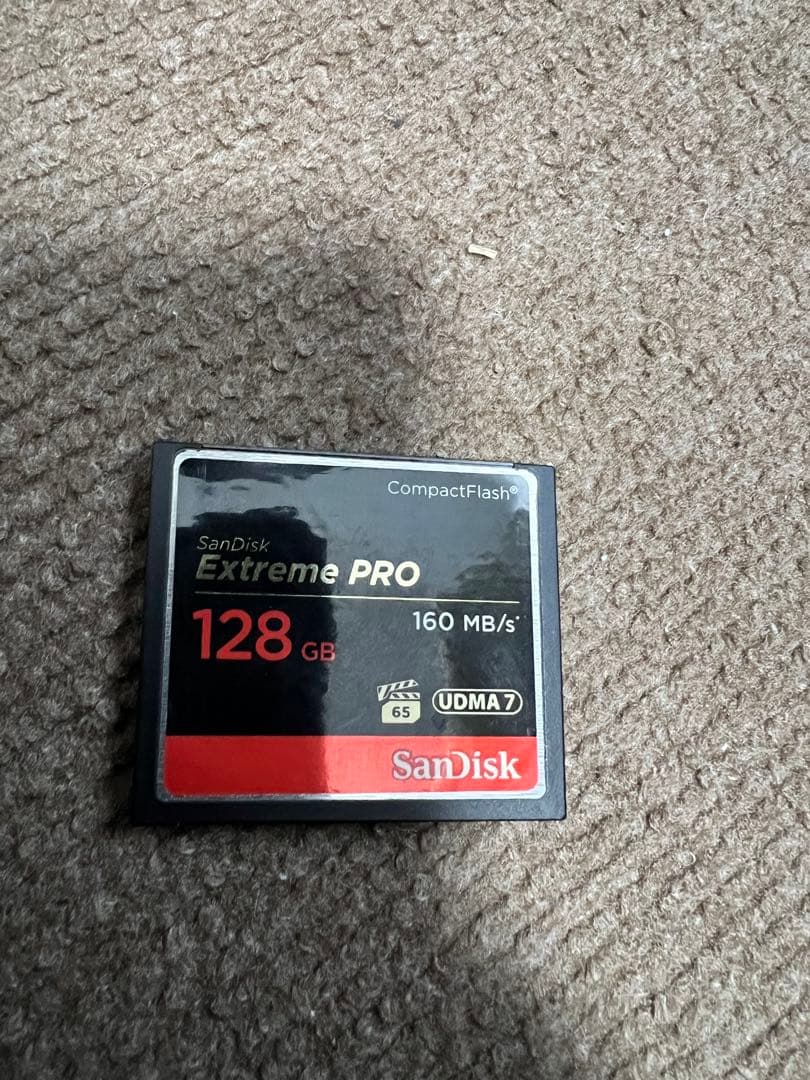 CompactFlash®
SanDisk
Extreme PRO
128 GB
160 MB/s*
65
UDMA 7
SanDisk